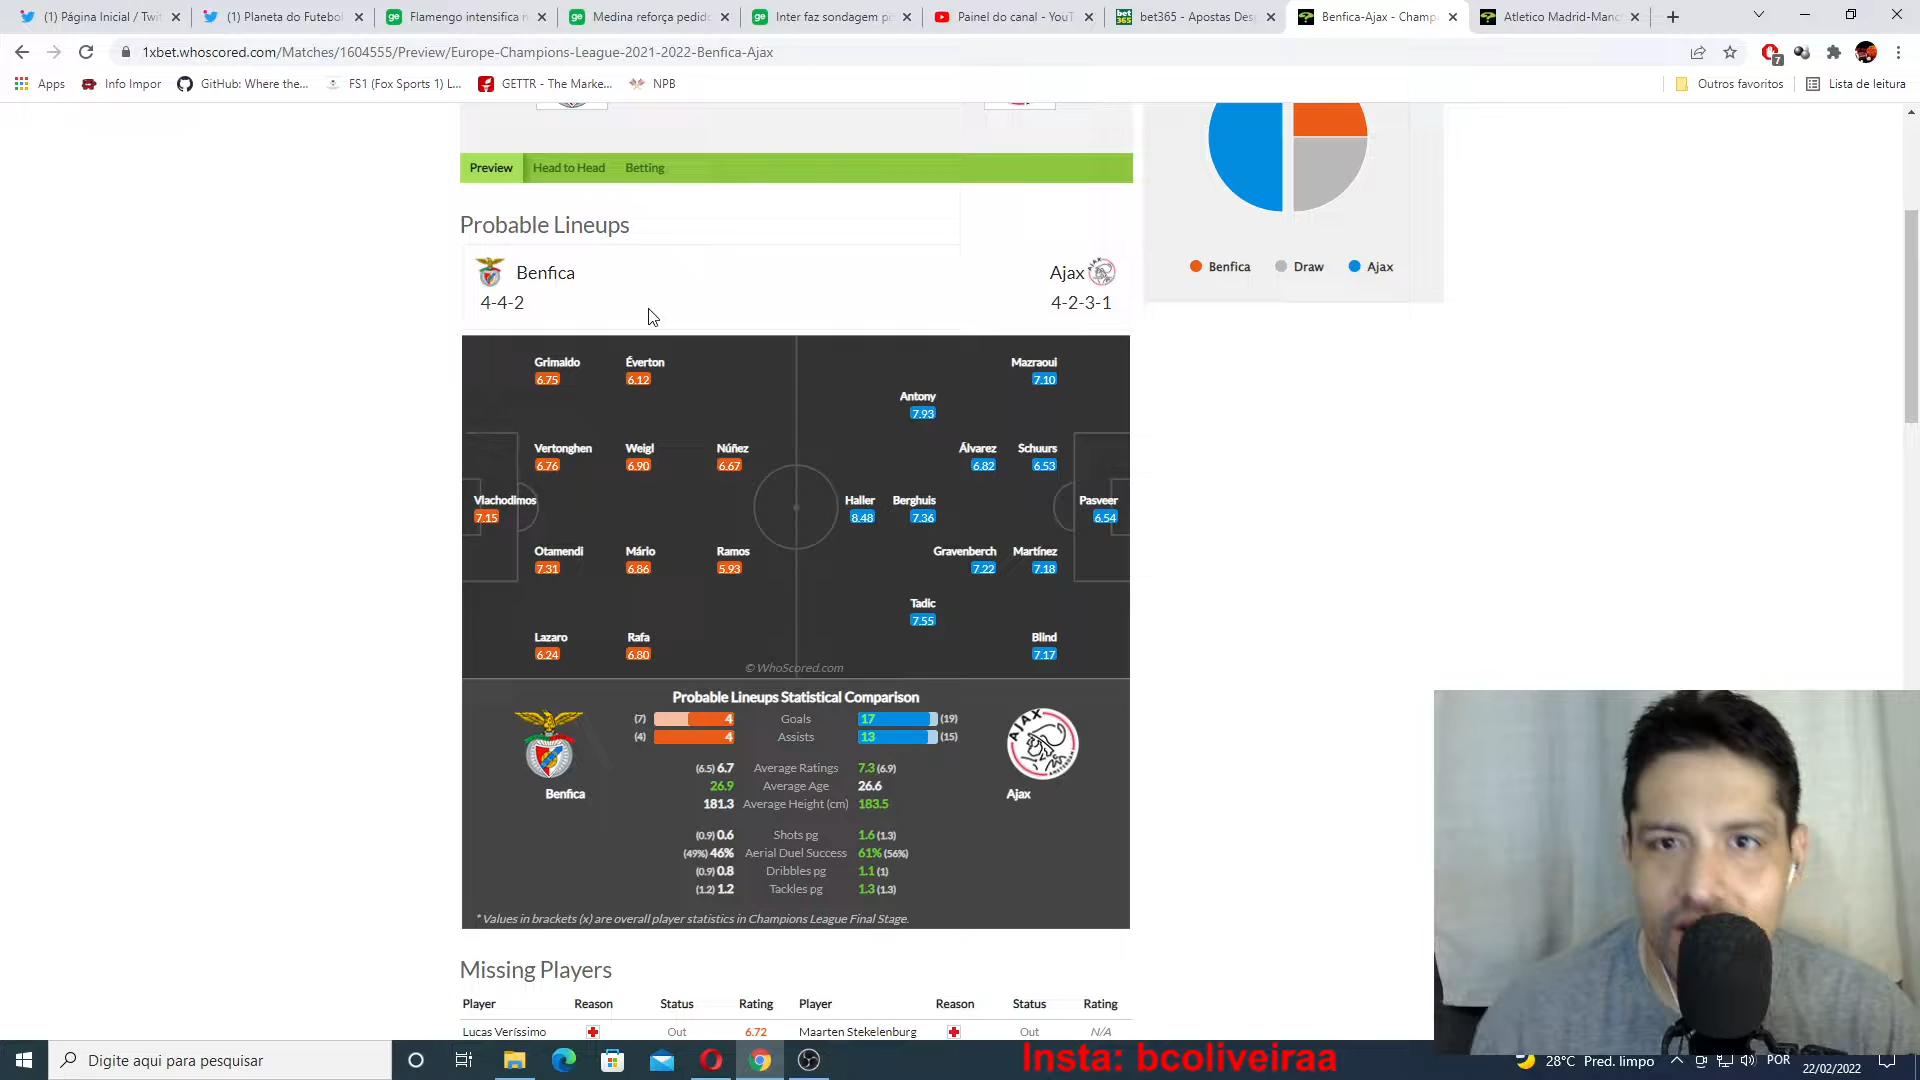 (1) Página Inicial / Twit
(1) Planeta do Futebol
Flamengo intensifica n
Medina reforça pedido
Inter faz sondagem po
Painel do canal - YouT
bet365 - Apostas Desp
Benfica-Ajax - Champ
Atletico Madrid-Manc
1xbet.whoscored.com/Matches/1604555/Preview/Europe-Champions-League-2021-2022-Benfica-Ajax
7
Apps
Info Impor
GitHub: Where the...
FS1 (Fox Sports 1) L...
GETTR - The Marke...
NPB
Outros favoritos
Lista de leitura
Preview Head to Head Betting
Probable Lineups
Benfica
Ajax
4-4-2
4-2-3-1
Benfica Draw Ajax
Grimaldo
6.75
Éverton
6.12
Mazraoui
7.10
Antony
7.93
Vertonghen
6.76
Weigl
6.90
Núñez
6.67
Álvarez
6.82
Schuurs
6.53
Vlachodimos
7.15
Haller
8.48
Berghuis
7.36
Pasveer
6.54
Otamendi
7.31
Mário
6.86
Ramos
5.93
Gravenberch
7.22
Martínez
7.18
Tadic
7.55
Lazaro
6.24
Rafa
6.80
Blind
7.17
© WhoScored.com
Probable Lineups Statistical Comparison
(7) 4 Goals 17 (19)
(4) 4 Assists 13 (15)
(6.5) 6.7 Average Ratings 7.3 (6.9)
26.9 Average Age 26.6
181.3 Average Height (cm) 183.5
(0.9) 0.6 Shots pg 1.6 (1.3)
(49%) 46% Aerial Duel Success 61% (56%)
(0.9) 0.8 Dribbles pg 1.1 (1)
(1.2) 1.2 Tackles pg 1.3 (1.3)
Benfica
AJAX
AMSTERDAM
Ajax
* Values in brackets (x) are overall player statistics in Champions League Final Stage.
Missing Players
Player Reason Status Rating Player Reason Status Rating
Lucas Veríssimo Out 6.72 Maarten Stekelenburg Out N/A
Digite aqui para pesquisar
Insta: bcoliveiraa
28°C Pred. limpo
POR
22/02/2022